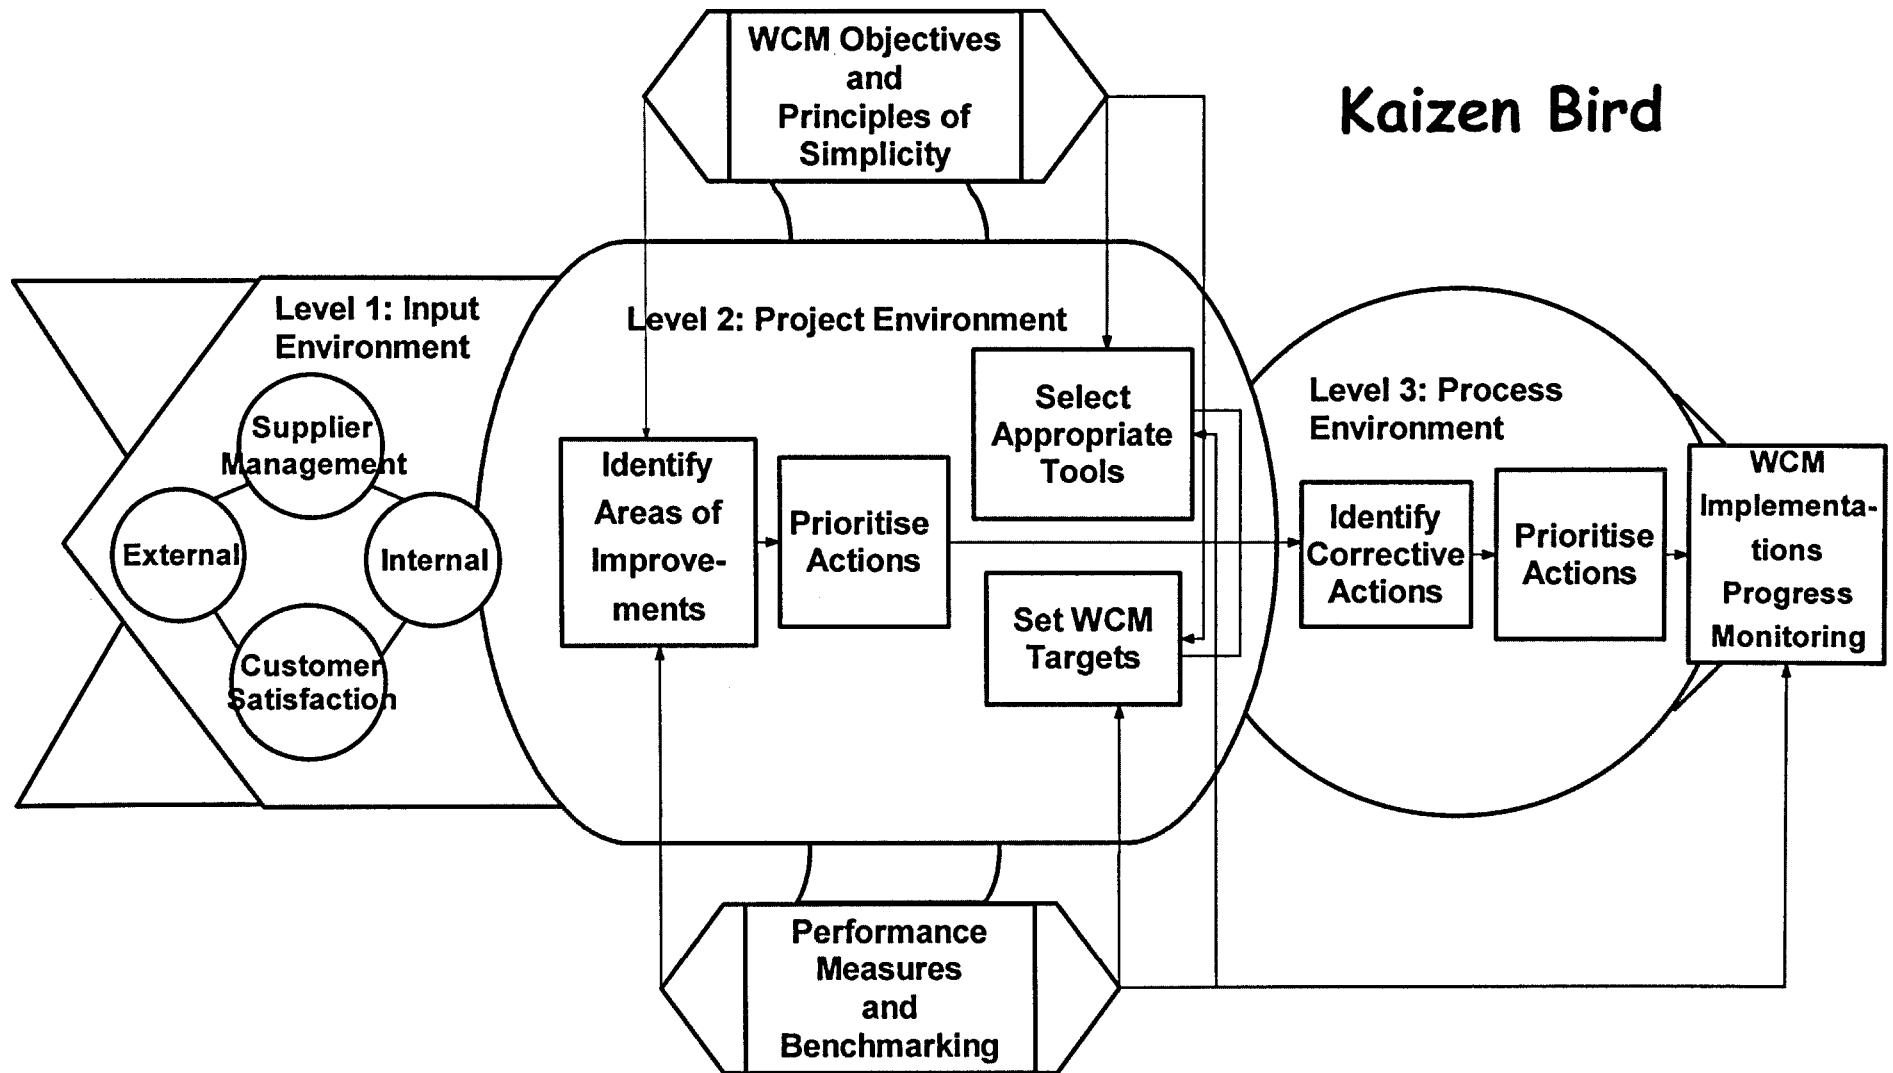 WCM Objectives
and
Principles of
Simplicity
Kaizen Bird
Level 1: Input
Environment
Supplier
Management
External
Internal
Customer
Satisfaction
Level 2: Project Environment
Identify
Areas of
Improve-
ments
Prioritise
Actions
Select
Appropriate
Tools
Set WCM
Targets
Level 3: Process
Environment
Identify
Corrective
Actions
Prioritise
Actions
WCM
Implementa-
tions
Progress
Monitoring
Performance
Measures
and
Benchmarking